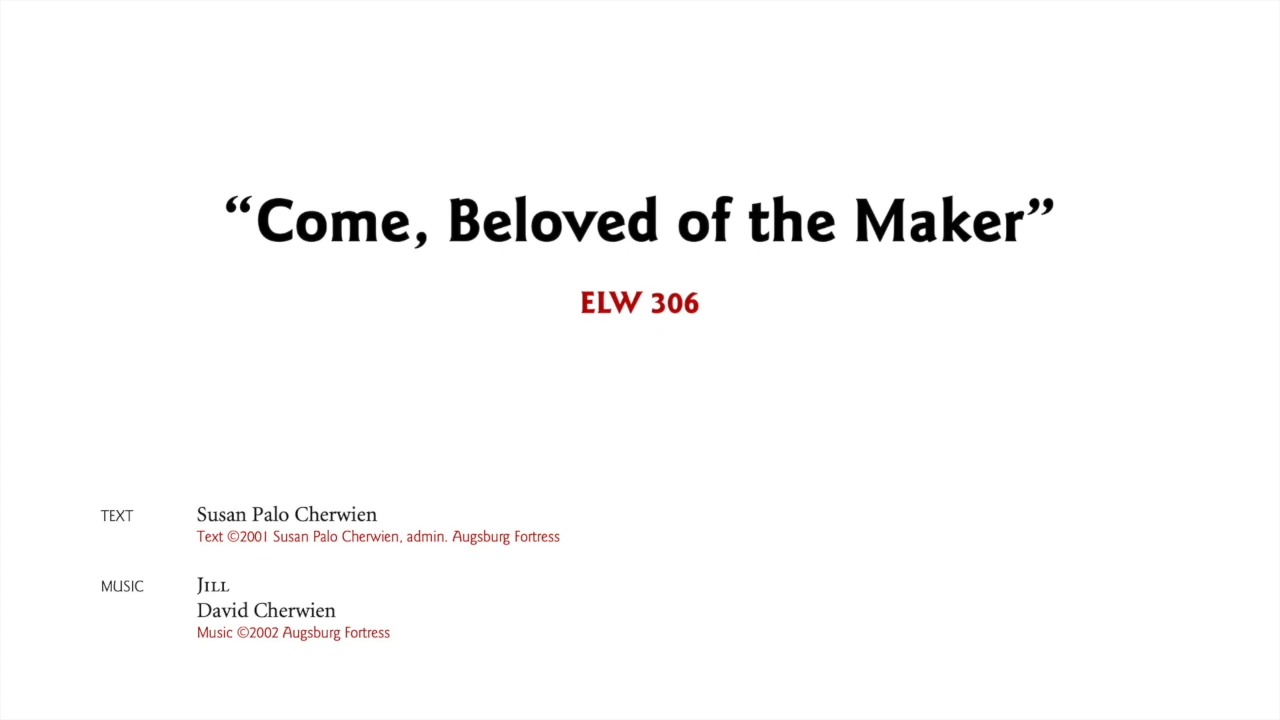 “Come, Beloved of the Maker”
ELW 306
TEXT Susan Palo Cherwien
Text ©2001 Susan Palo Cherwien, admin. Augsburg Fortress
MUSIC Jill
David Cherwien
Music ©2002 Augsburg Fortress